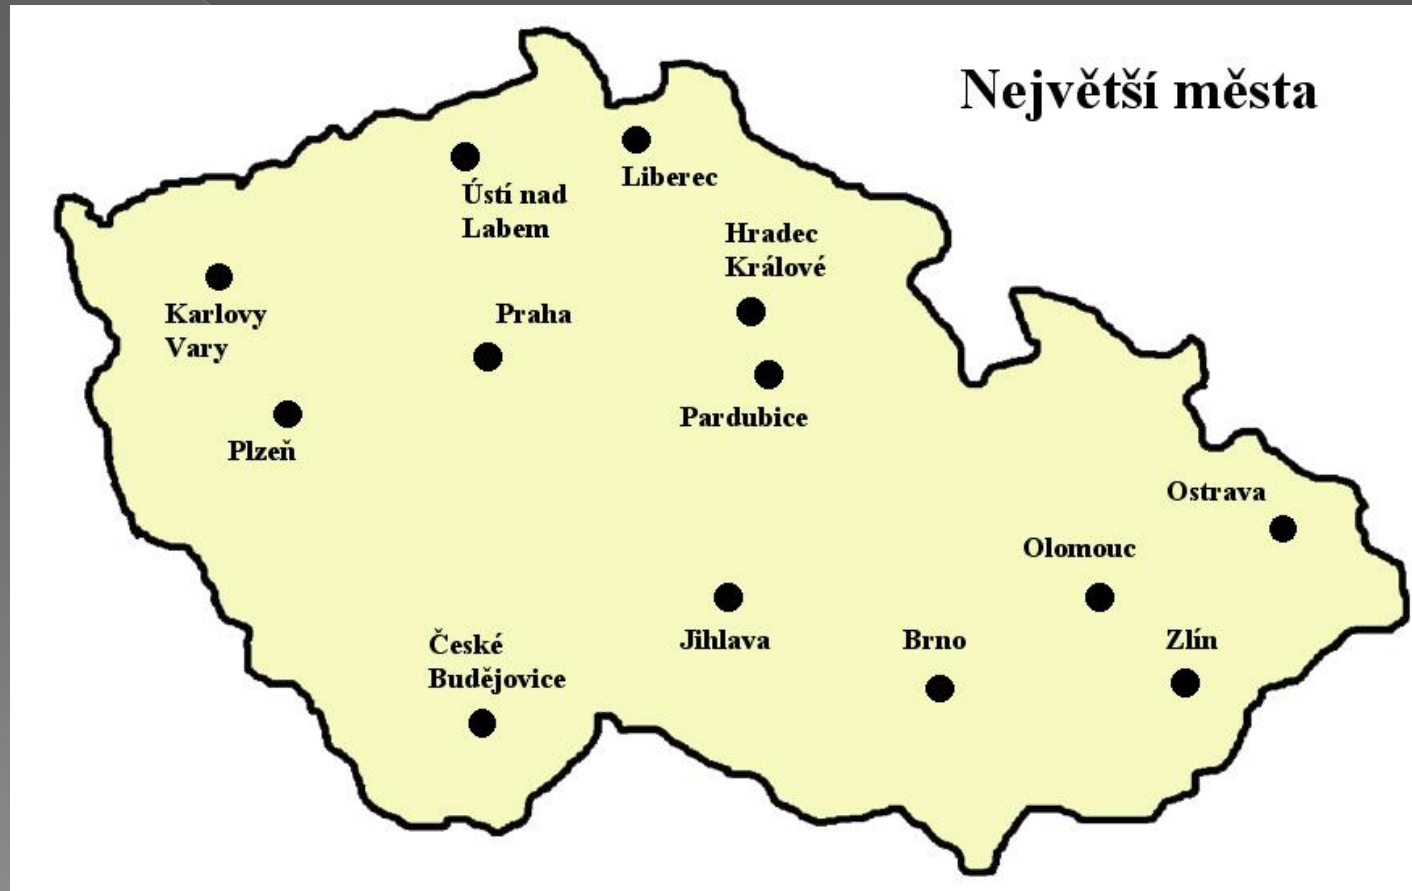 Největší města
Liberec
Ústí nad
Labem
Hradec
Králové
Karlovy
Vary
Praha
Pardubice
Plzeň
Ostrava
Olomouc
České
Budějovice
Jihlava
Brno
Zlín